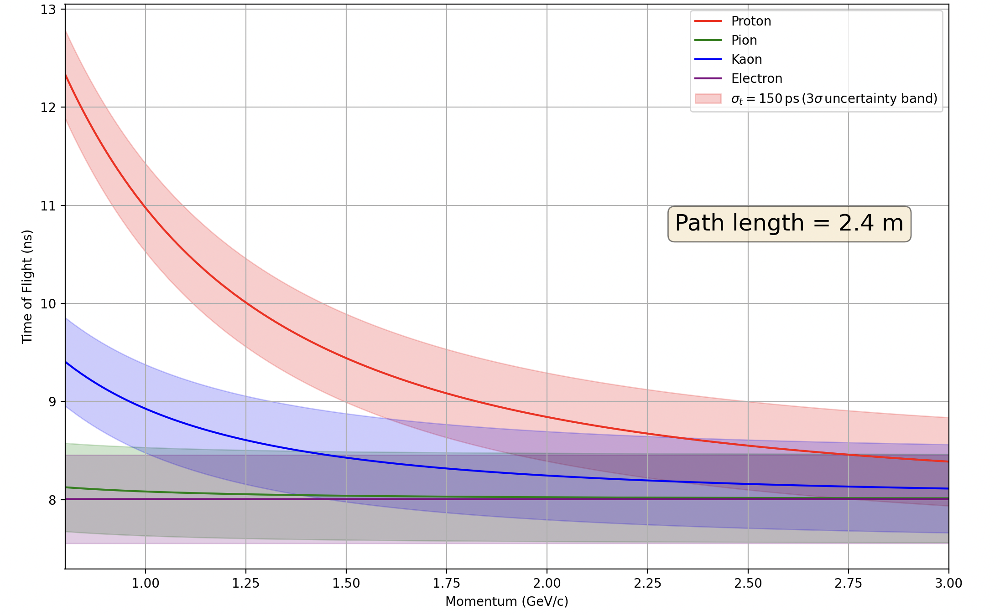 13
12
11
10
9
8
Time of Flight (ns)
Proton
Pion
Kaon
Electron
σt = 150 ps (3σ uncertainty band)
Path length = 2.4 m
1.00 1.25 1.50 1.75 2.00 2.25 2.50 2.75 3.00
Momentum (GeV/c)